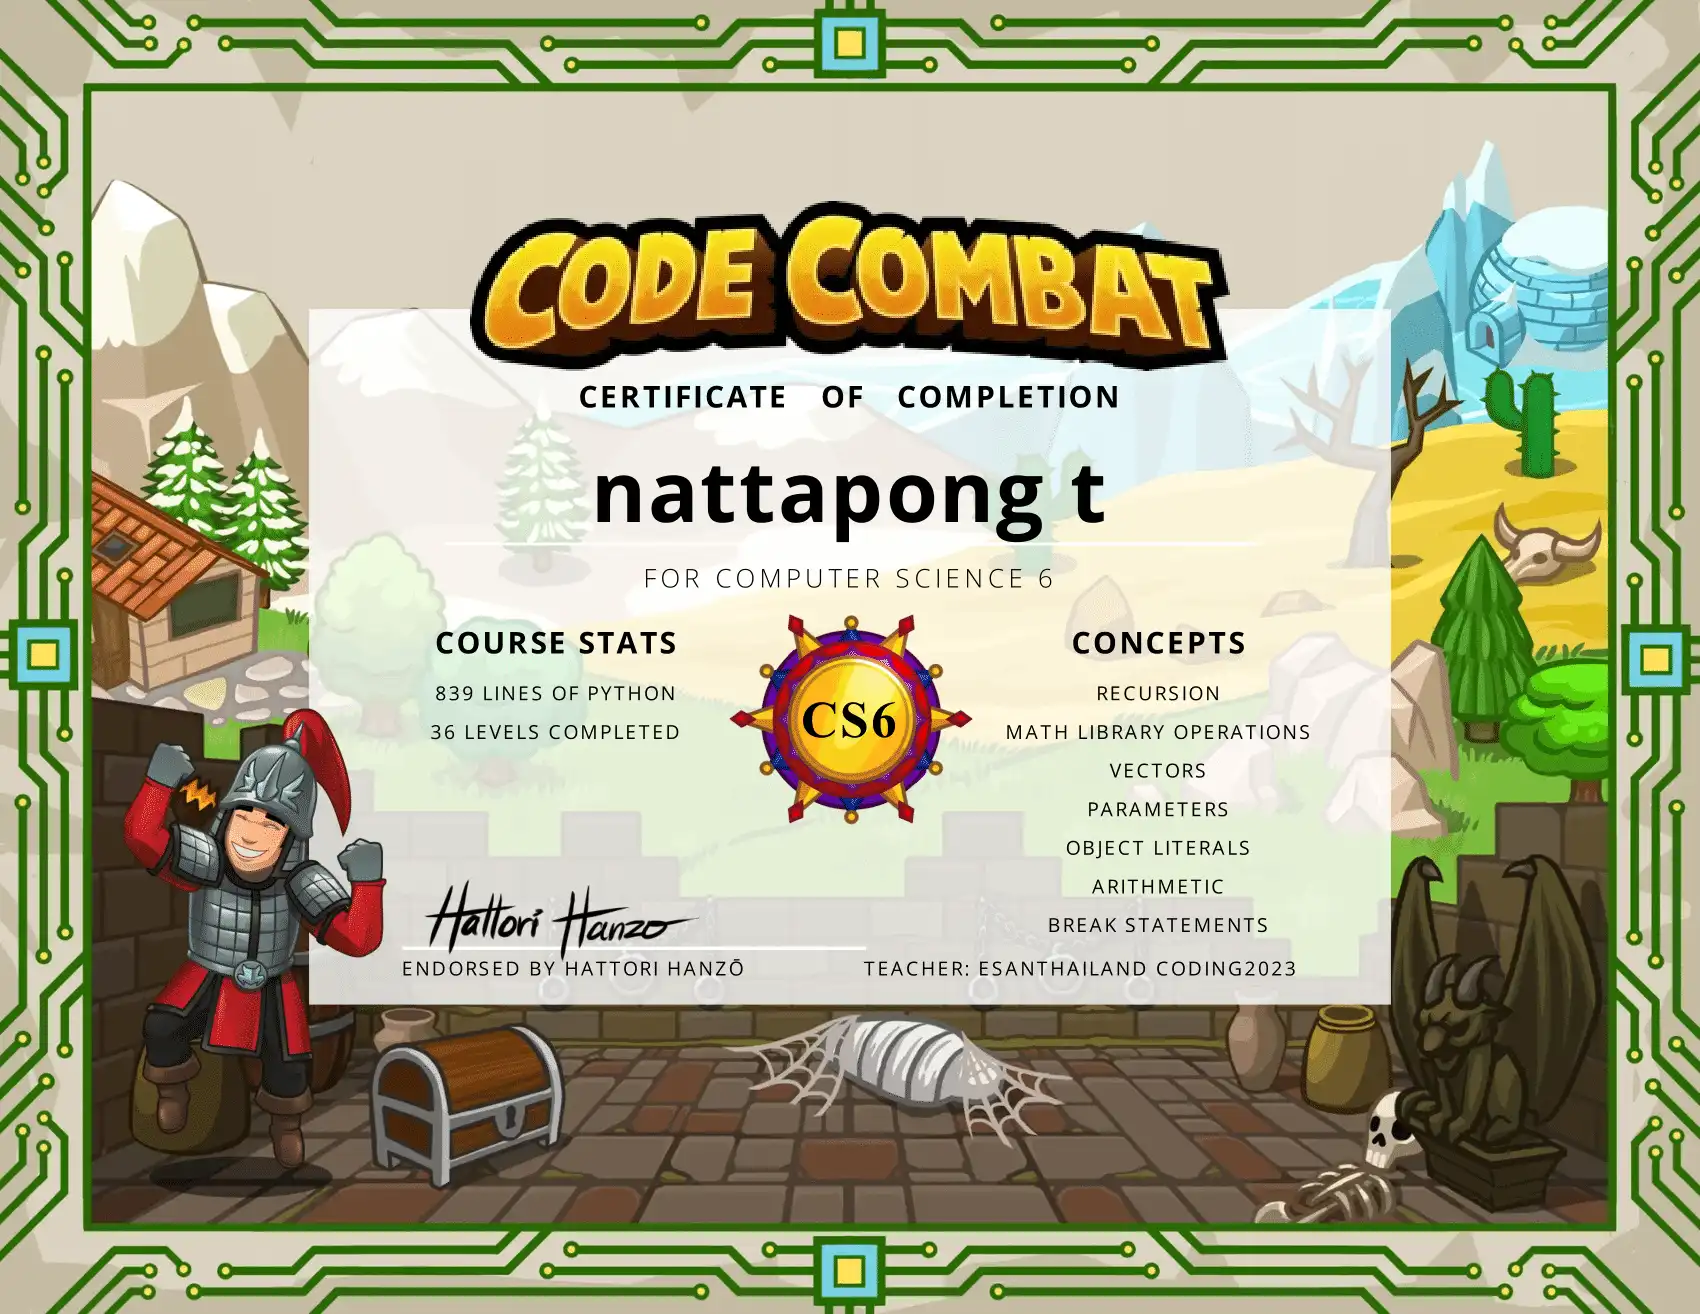 CODE COMBAT
CERTIFICATE OF COMPLETION
nattapong t
FOR COMPUTER SCIENCE 6
COURSE STATS
839 LINES OF PYTHON
36 LEVELS COMPLETED
CS6
CONCEPTS
RECURSION
MATH LIBRARY OPERATIONS
VECTORS
PARAMETERS
OBJECT LITERALS
ARITHMETIC
BREAK STATEMENTS
Hattori Hanzo
ENDORSED BY HATTORI HANZŌ
TEACHER: ESANTHAILAND CODING2023